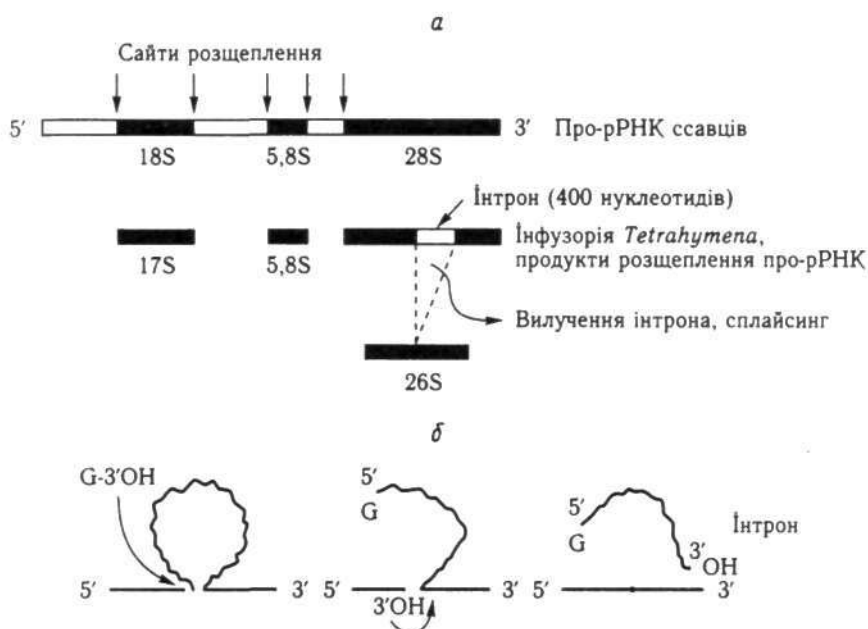 а
Сайти розщеплення
5′ 3′ Про-рРНК ссавців
18S 5,8S 28S
Інтрон (400 нуклеотидів)
Інфузорія Tetrahymena,
продукти розщеплення про-рРНК
17S 5,8S
Вилучення інтрона, сплайсинг
26S
б
G-3′OH 5′ G 5′ G Інтрон
3′ OH
5′ 3′ 5′ 3′ 5′ 3′
3′OH